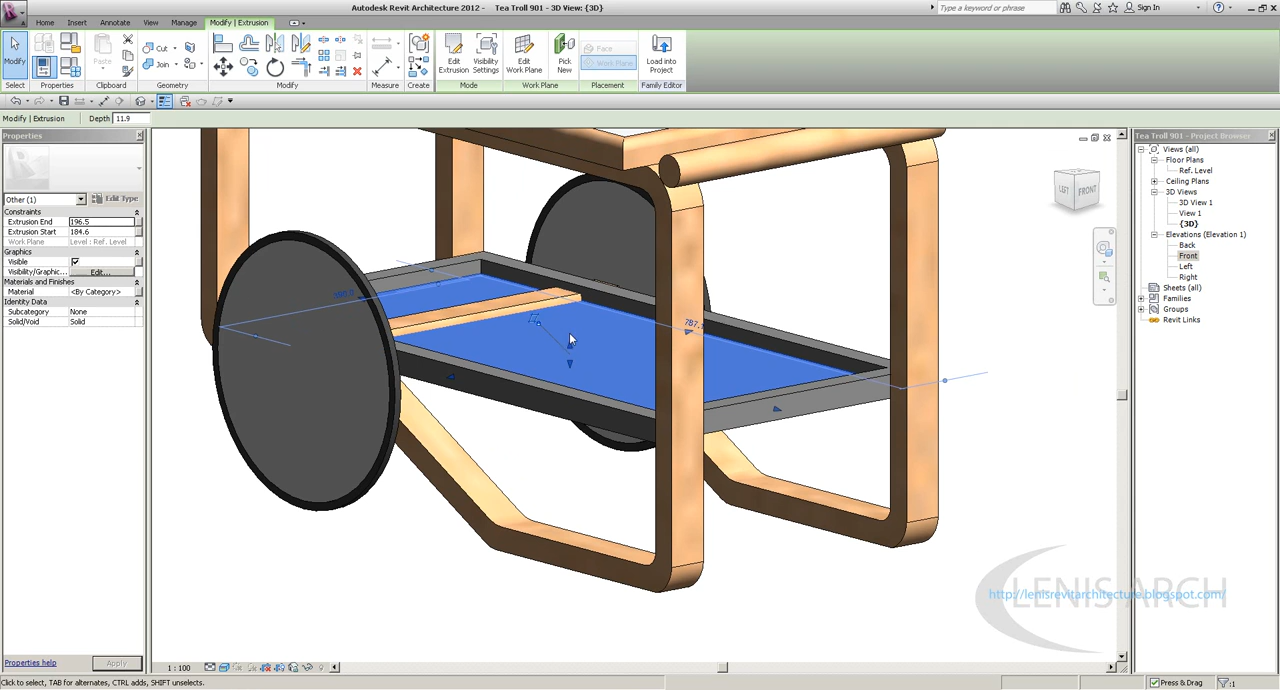 Autodesk Revit Architecture 2012 - Tea Troll 901 - 3D View: {3D}
Type a keyword or phrase
Sign In
Home Insert Annotate View Manage Modify | Extrusion
Modify
Paste
Cut
Join
Edit Extrusion
Visibility Settings
Edit Work Plane
Pick New
Face
Work Plane
Load into Project
Select Properties Clipboard Geometry Modify Measure Create Mode Work Plane Placement Family Editor
Modify | Extrusion Depth 11.9
Properties
Other (1)
Edit Type
Constraints
Extrusion End 196.5
Extrusion Start 184.6
Work Plane Level : Ref. Level
Graphics
Visible
Visibility/Graphic... Edit...
Materials and Finishes
Material <By Category>
Identity Data
Subcategory None
Solid/Void Solid
Properties help
Apply
LEFT
FRONT
Tea Troll 901 - Project Browser
Views (all)
Floor Plans
Ref. Level
Ceiling Plans
3D Views
3D View 1
View 1
{3D}
Elevations (Elevation 1)
Back
Front
Left
Right
Sheets (all)
Families
Groups
Revit Links
LENIS ARCH
http://lenisrevitarchitecture.blogspot.com/
1 : 100
Click to select, TAB for alternates, CTRL adds, SHIFT unselects.
Press & Drag
:1